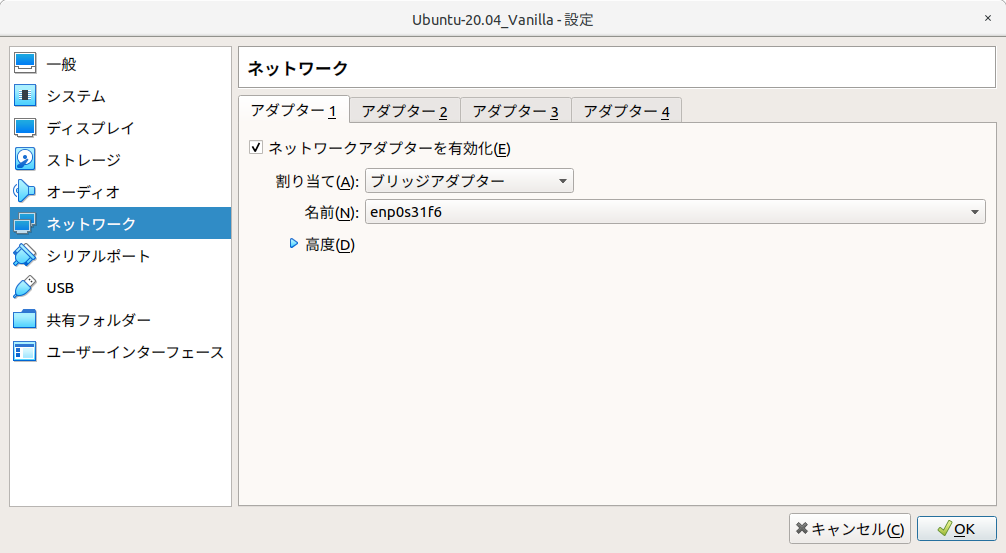 Ubuntu-20.04_Vanilla - 設定
×
一般
システム
ディスプレイ
ストレージ
オーディオ
ネットワーク
シリアルポート
USB
共有フォルダー
ユーザーインターフェース
ネットワーク
アダプター 1 アダプター 2 アダプター 3 アダプター 4
ネットワークアダプターを有効化(E)
割り当て(A): ブリッジアダプター
名前(N): enp0s31f6
高度(D)
キャンセル(C) OK